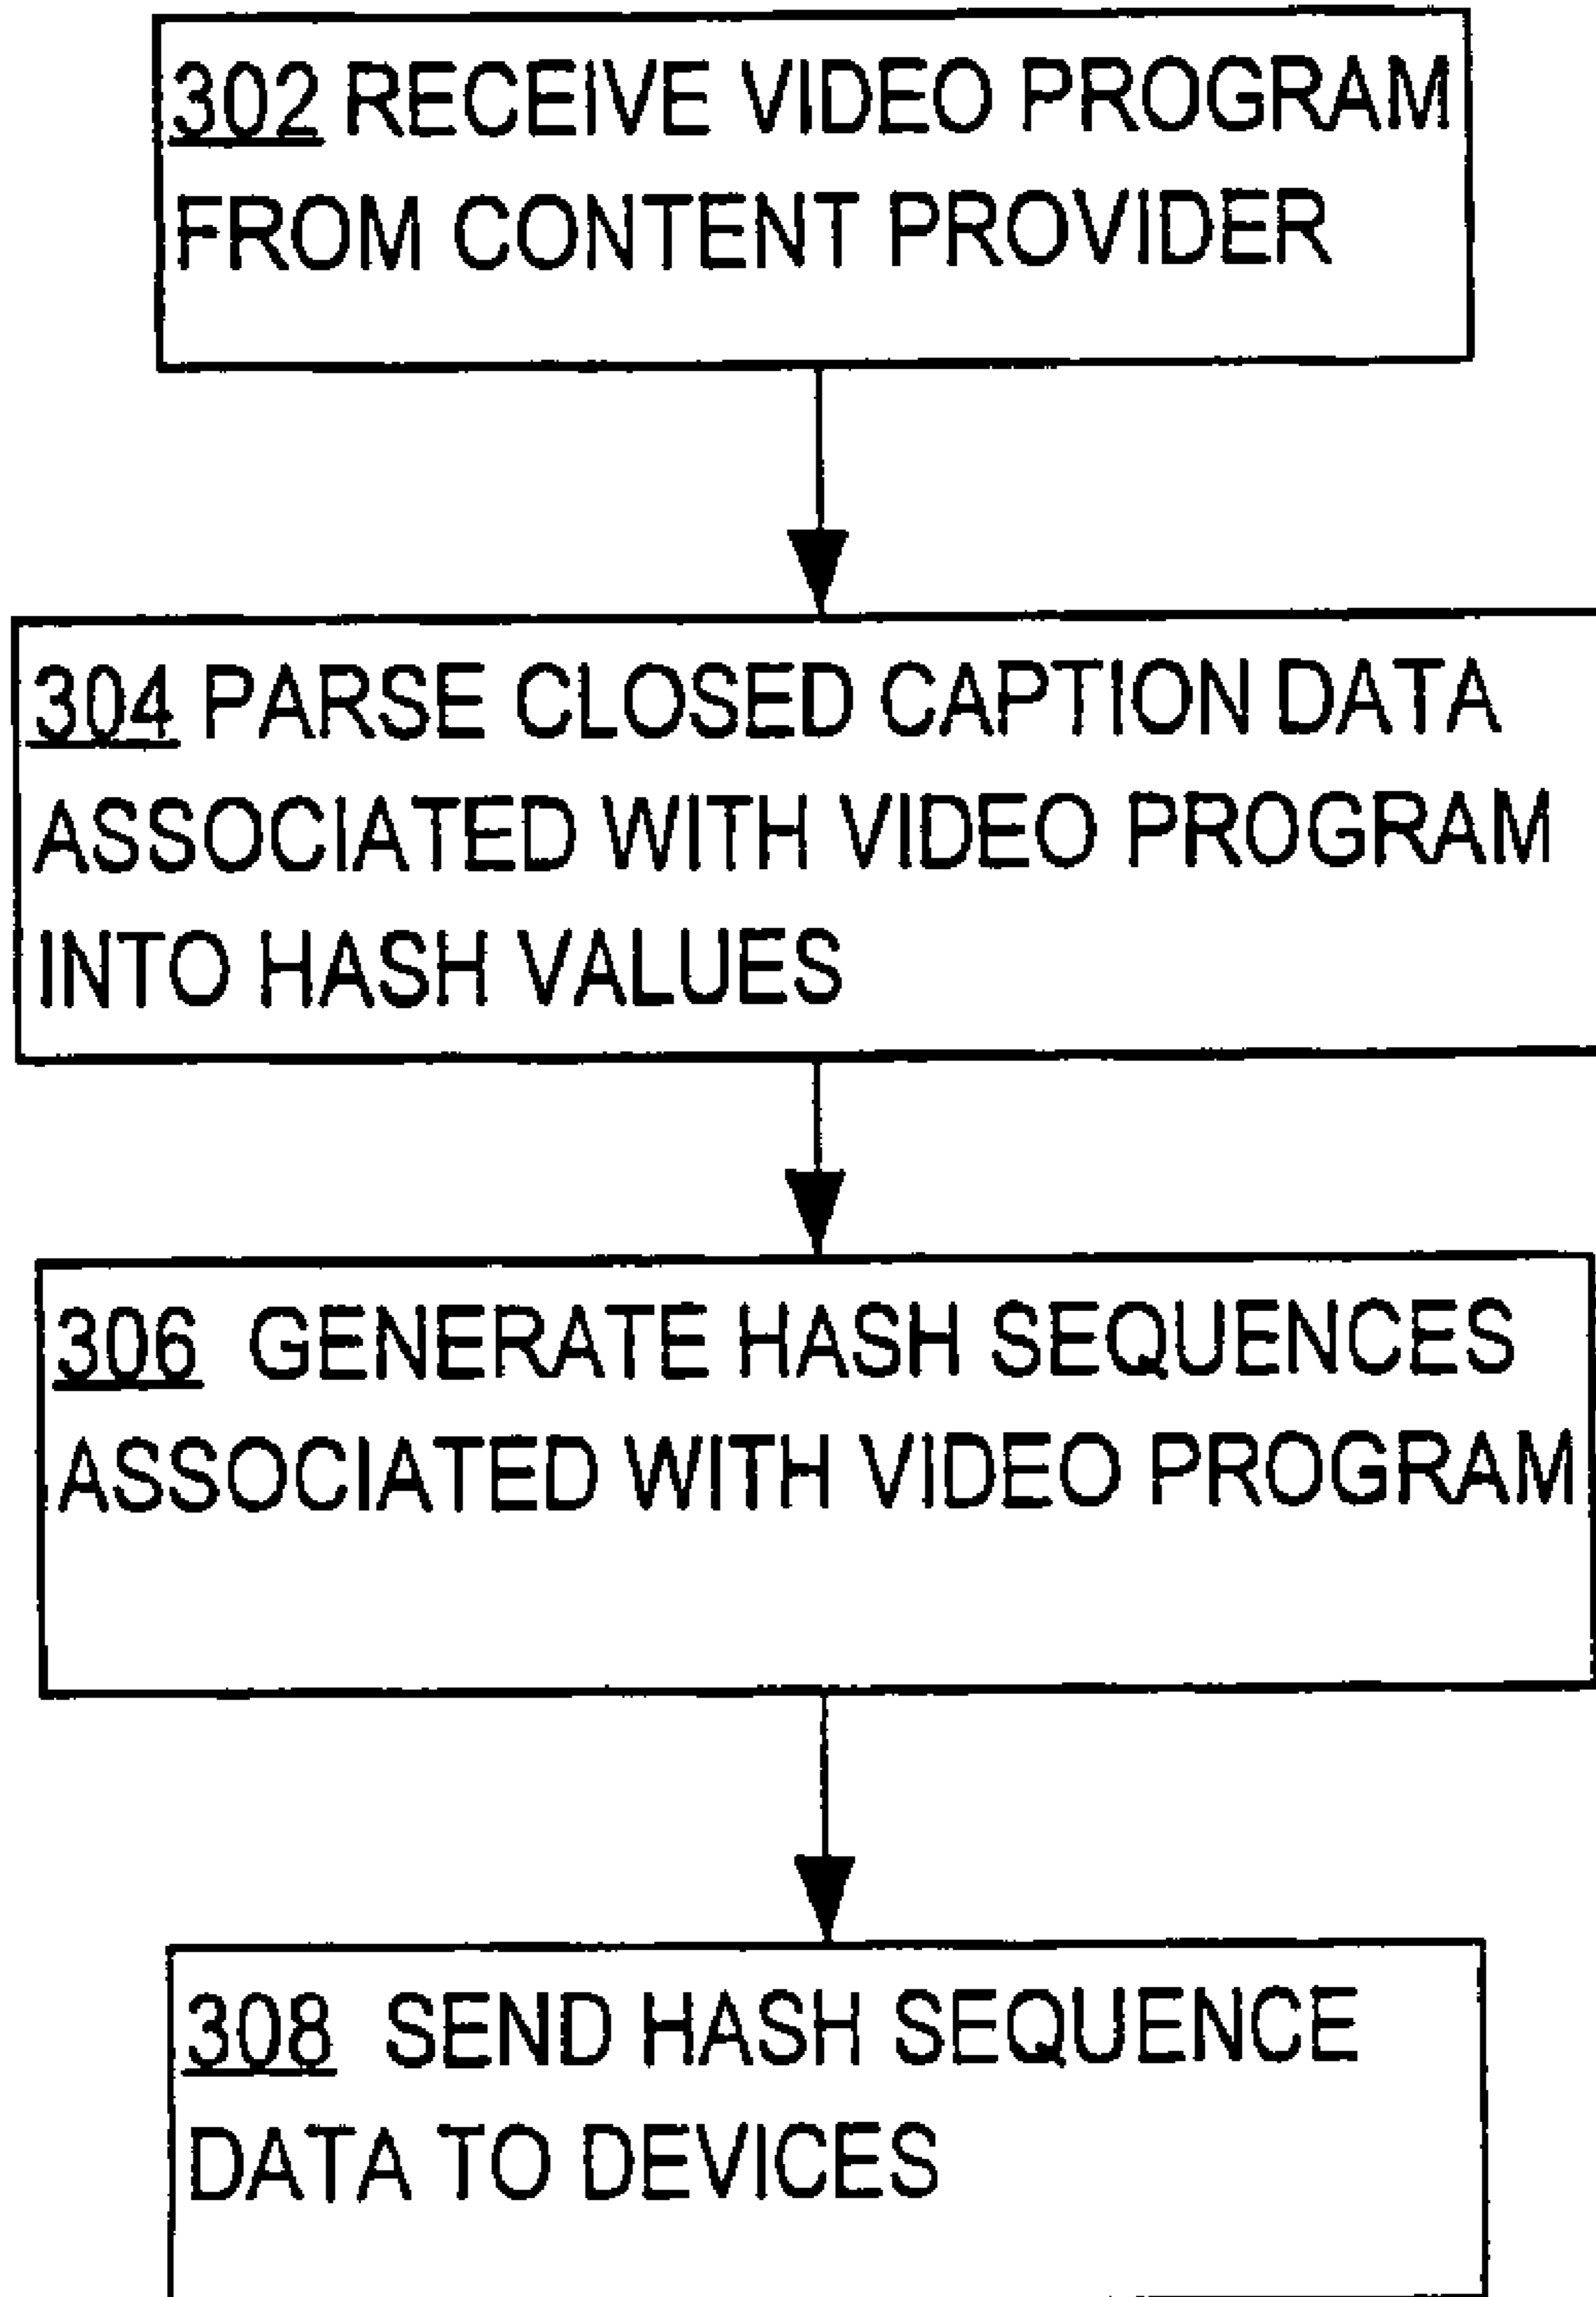 302 RECEIVE VIDEO PROGRAM
FROM CONTENT PROVIDER
304 PARSE CLOSED CAPTION DATA
ASSOCIATED WITH VIDEO PROGRAM
INTO HASH VALUES
306 GENERATE HASH SEQUENCES
ASSOCIATED WITH VIDEO PROGRAM
308 SEND HASH SEQUENCE
DATA TO DEVICES